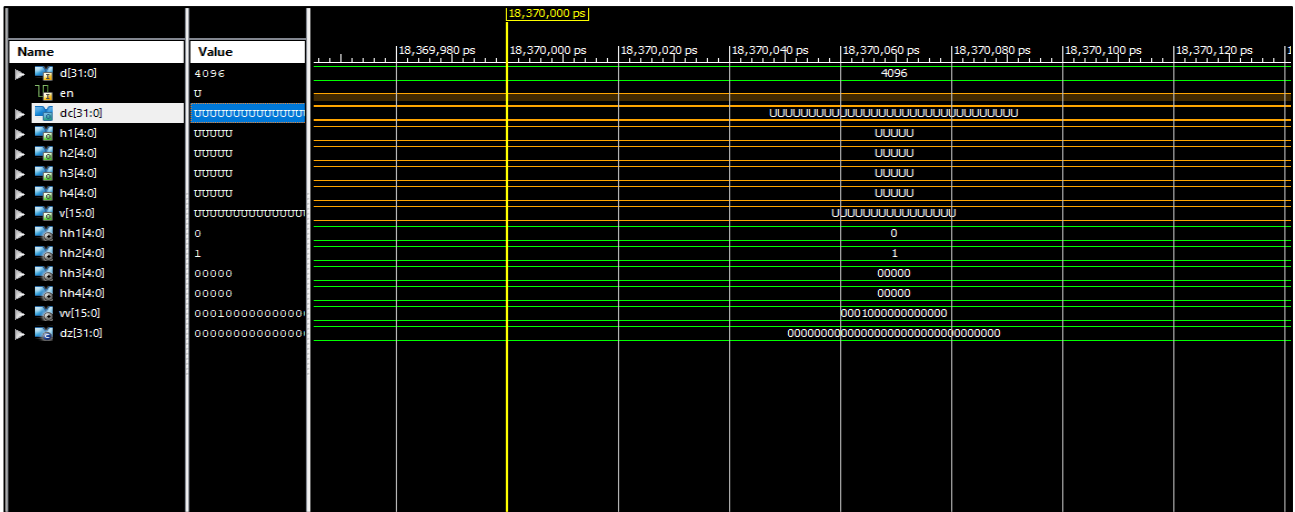 18,370,000 ps
Name Value 18,369,980 ps 18,370,000 ps 18,370,020 ps 18,370,040 ps 18,370,060 ps 18,370,080 ps 18,370,100 ps 18,370,120 ps
d[31:0] 4096 4096
en U
dc[31:0] UUUUUUUUUUUUUUU UUUUUUUUUUUUUUUUUUUUUUUUUUUUUUUU
h1[4:0] UUUUU UUUUU
h2[4:0] UUUUU UUUUU
h3[4:0] UUUUU UUUUU
h4[4:0] UUUUU UUUUU
v[15:0] UUUUUUUUUUUUUUU UUUUUUUUUUUUUUUU
hh1[4:0] 0 0
hh2[4:0] 1 1
hh3[4:0] 00000 00000
hh4[4:0] 00000 00000
vv[15:0] 000100000000000 0001000000000000
dz[31:0] 000000000000000 00000000000000000000000000000000